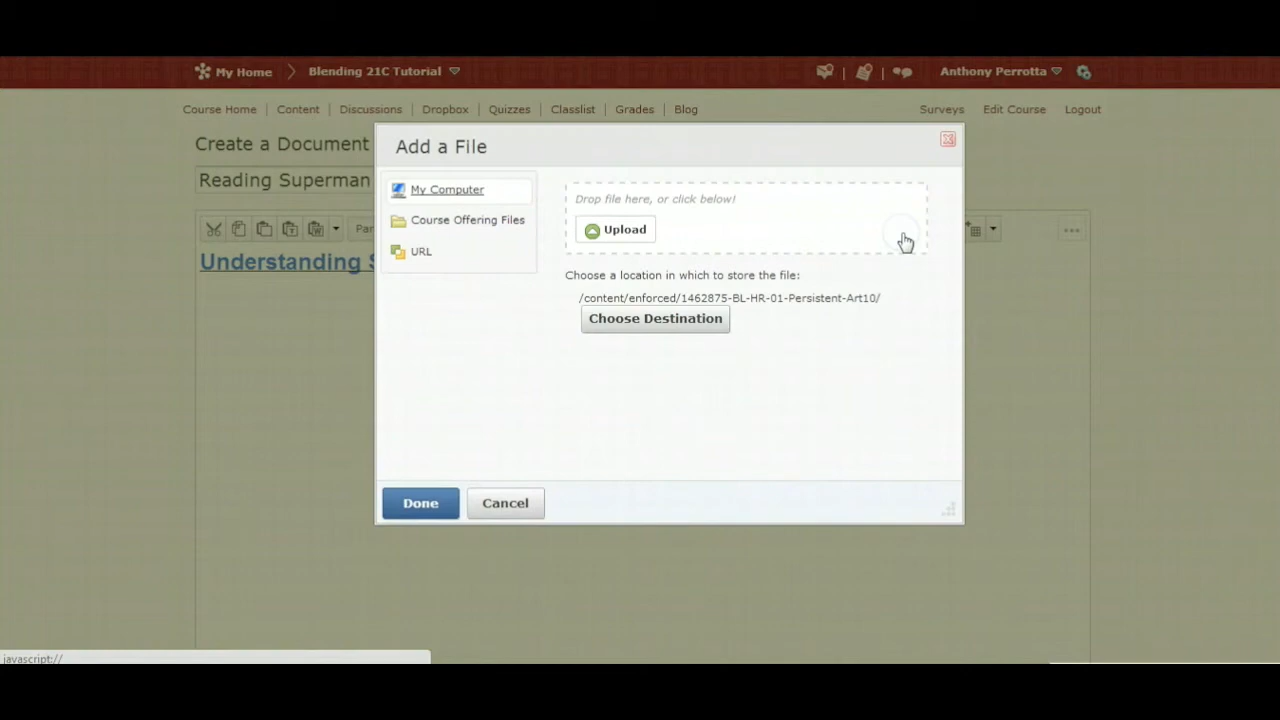 My Home
Blending 21C Tutorial
Anthony Perrotta
Course Home Content Discussions Dropbox Quizzes Classlist Grades Blog Surveys Edit Course Logout
Create a Document
Add a File
Reading Superman
My Computer
Drop file here, or click below!
Course Offering Files
Upload
Par
Understanding
URL
Choose a location in which to store the file:
/content/enforced/1462875-BL-HR-01-Persistent-Art10/
Choose Destination
Done Cancel
javascript://